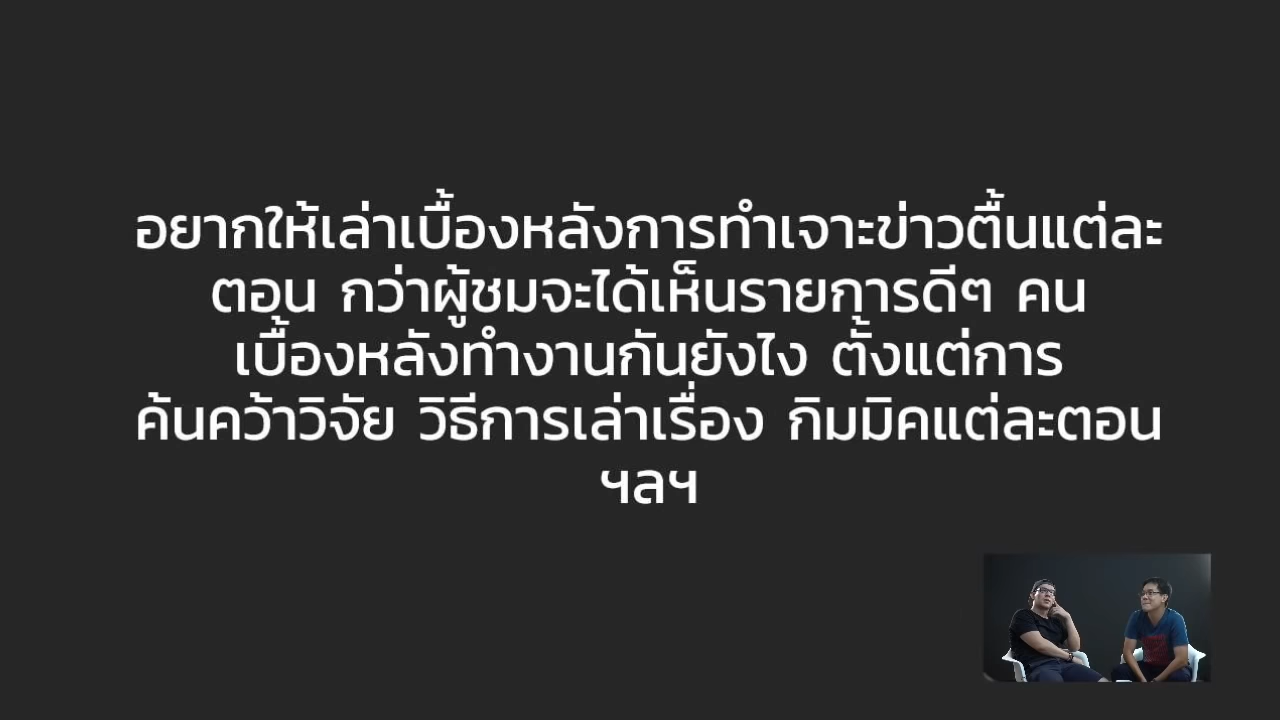 อยากให้เล่าเบื้องหลังการทำเจาะข่าวตื้นแต่ละ
ตอน กว่าผู้ชมจะได้เห็นรายการดีๆ คน
เบื้องหลังทำงานกันยังไง ตั้งแต่การ
ค้นคว้าวิจัย วิธีการเล่าเรื่อง กิมมิคแต่ละตอน
ฯลฯ